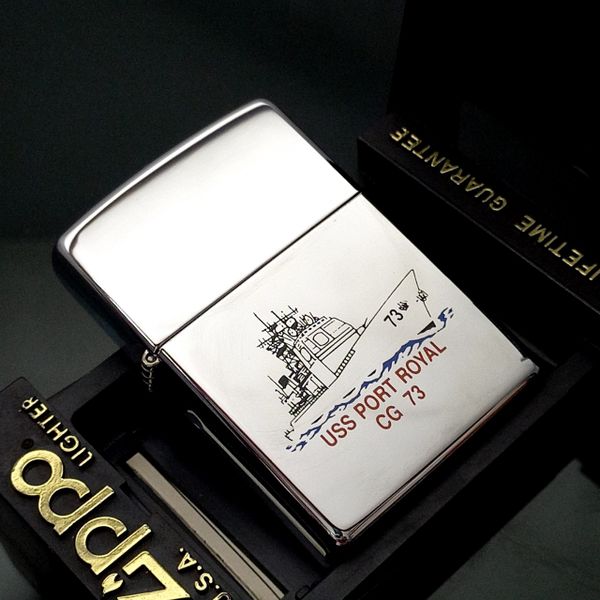 LIFETIME GUARANTEE
73
USS PORT ROYAL
CG 73
LIGHTER
Zippo
U.S.A.